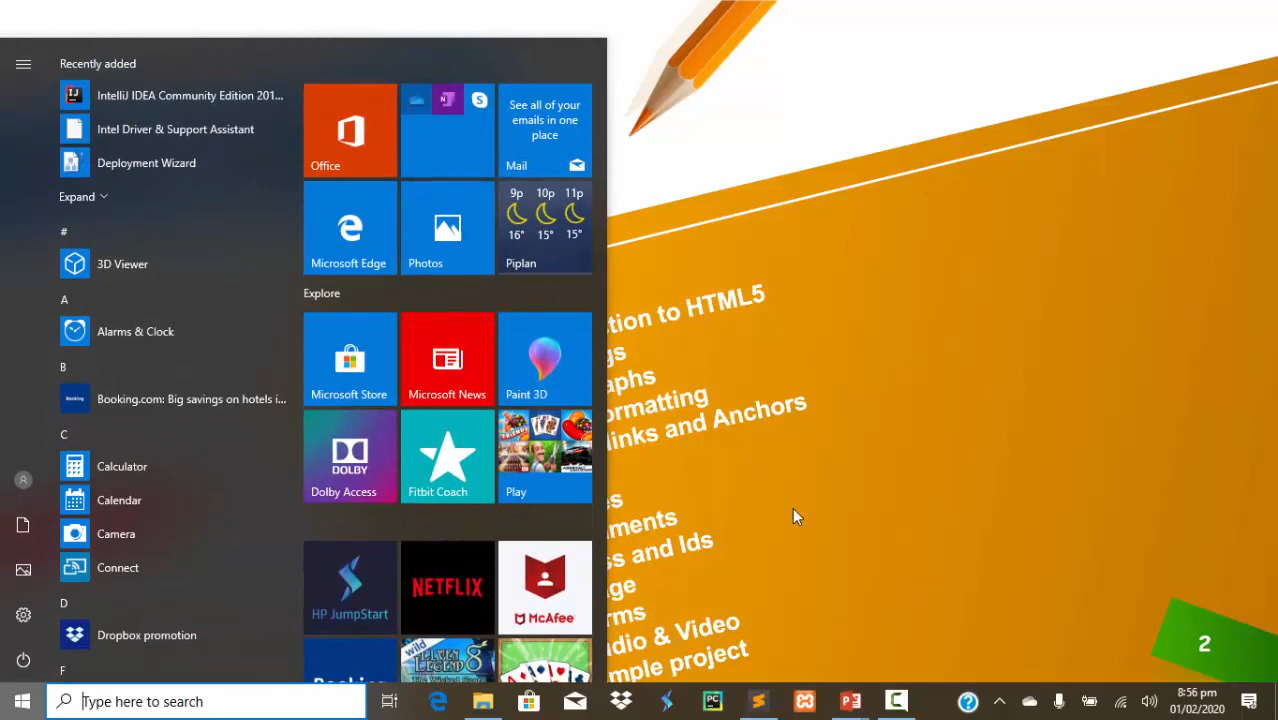 Recently added
IntelliJ IDEA Community Edition 201...
Intel Driver & Support Assistant
Deployment Wizard
Expand
#
3D Viewer
A
Alarms & Clock
B
Booking
Booking.com: Big savings on hotels i...
C
Calculator
Calendar
Camera
Connect
D
Dropbox promotion
F
Office
See all of your
emails in one
place
Mail
Microsoft Edge
Photos
9p 10p 11p
16° 15° 15°
Piplan
Explore
Microsoft Store
Microsoft News
Paint 3D
DOLBY
Dolby Access
Fitbit Coach
Play
HP JumpStart
NETFLIX
McAfee
wild
tion to HTML5
gs
aphs
ormatting
links and Anchors
es
ments
ss and Ids
ge
rms
dio & Video
mple project
2
Type here to search
PC
8:56 pm
01/02/2020